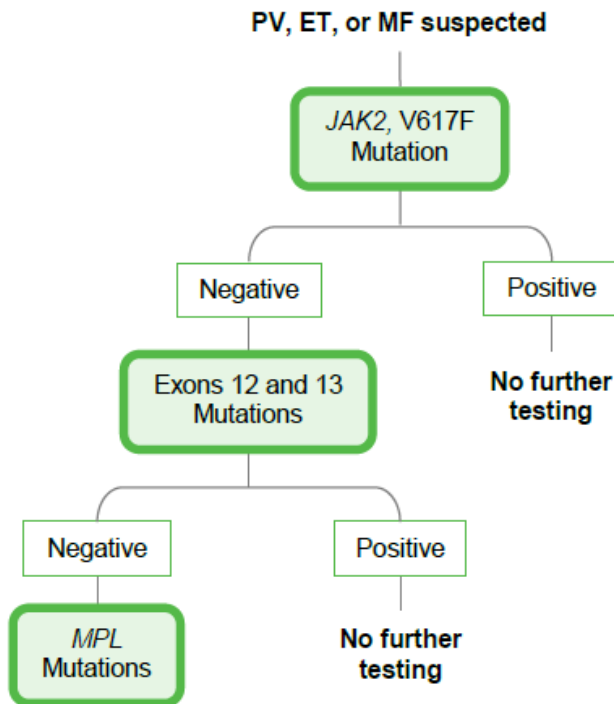 PV, ET, or MF suspected
JAK2, V617F
Mutation
Negative
Positive
Exons 12 and 13
Mutations
No further
testing
Negative
Positive
MPL
Mutations
No further
testing